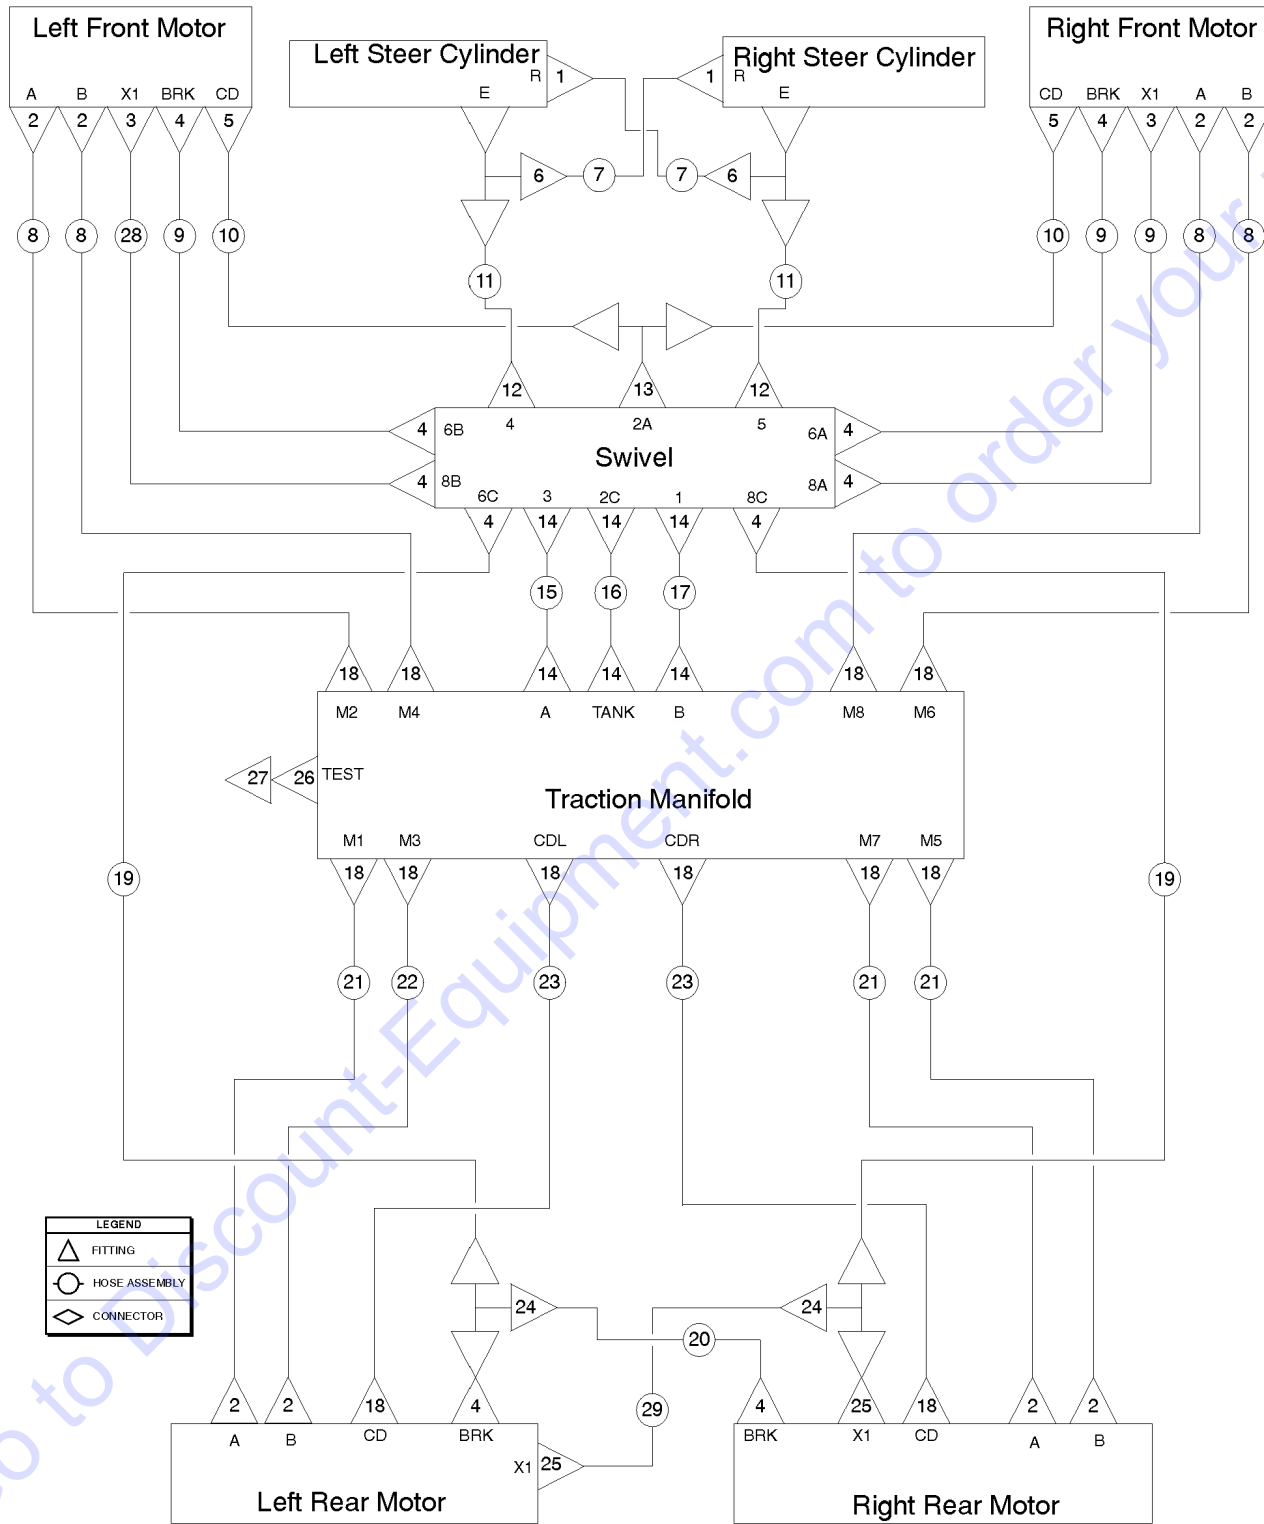 Left Front Motor
Left Steer Cylinder
Right Steer Cylinder
Right Front Motor
R 1
1 R
E
E
A B X1 BRK CD
CD BRK X1 A B
2 2 3 4 5
5 4 3 2 2
6 7 7 6
8 8 28 9 10
10 9 9 8 8
11 11
12 13 12
4 6B 4 2A 5 6A 4
Swivel
4 8B 8A 4
6C 3 2C 1 8C
4 14 14 14 4
15 16 17
18 18 14 14 14 18 18
M2 M4 A TANK B M8 M6
27 26 TEST
Traction Manifold
M1 M3 CDL CDR M7 M5
18 18 18 18 18 18
19 19
21 22 23 23 21 21
LEGEND
FITTING
HOSE ASSEMBLY
CONNECTOR
24 24
20
2 2 18 4
29
4 25 18 2 2
A B CD BRK
BRK X1 CD A B
X1 25
Left Rear Motor
Right Rear Motor
o to Discount-Equipment.com to order your